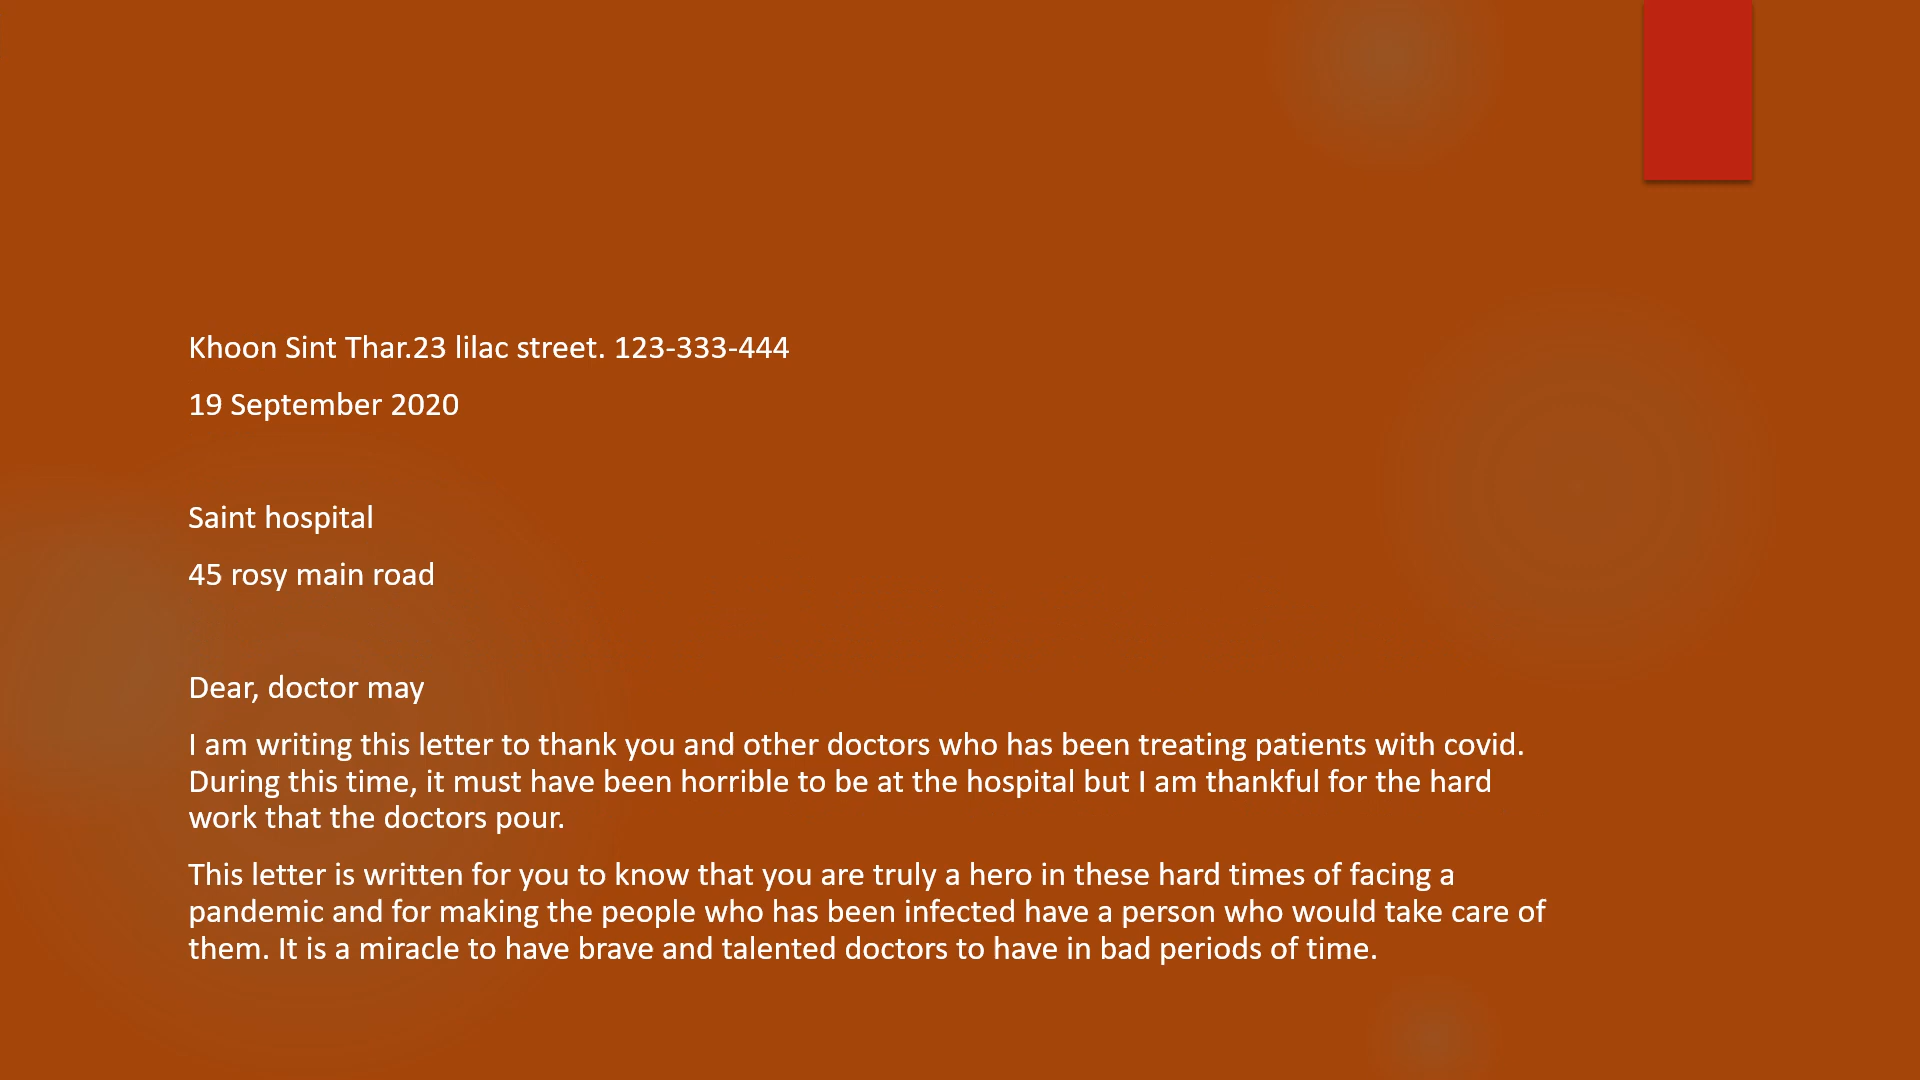 Khoon Sint Thar.23 lilac street. 123-333-444
19 September 2020
Saint hospital
45 rosy main road
Dear, doctor may
I am writing this letter to thank you and other doctors who has been treating patients with covid.
During this time, it must have been horrible to be at the hospital but I am thankful for the hard
work that the doctors pour.
This letter is written for you to know that you are truly a hero in these hard times of facing a
pandemic and for making the people who has been infected have a person who would take care of
them. It is a miracle to have brave and talented doctors to have in bad periods of time.